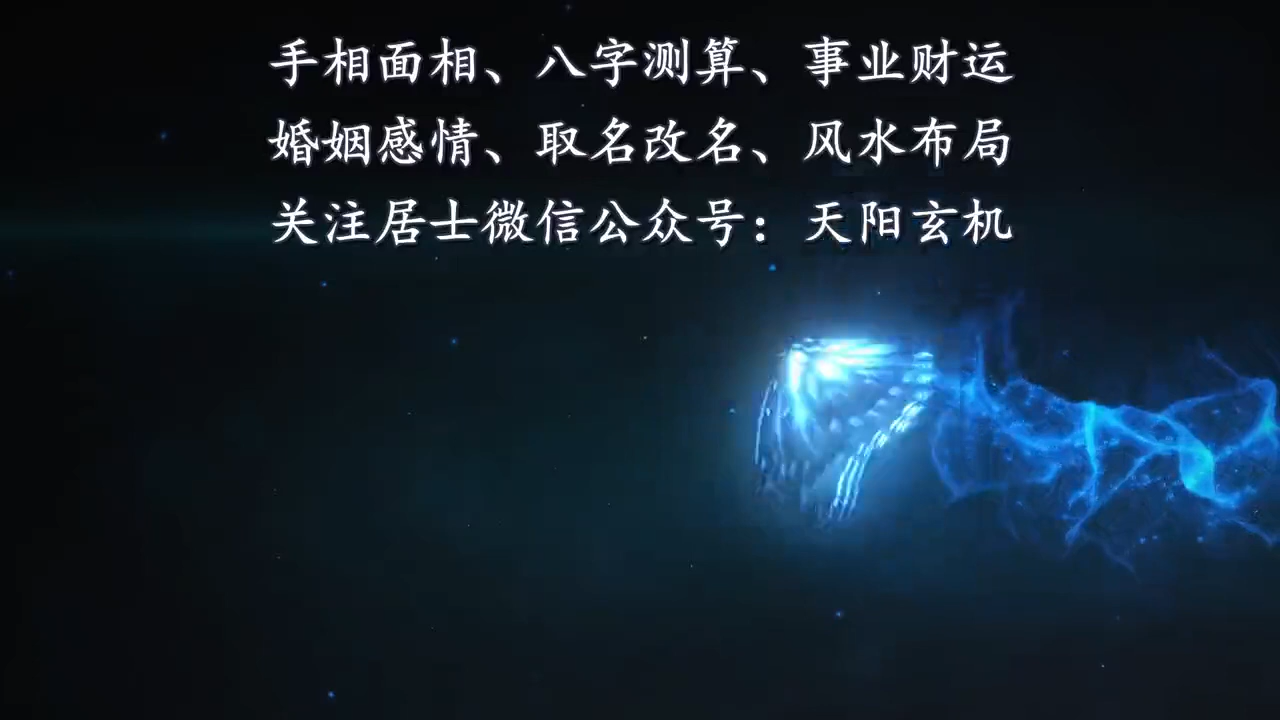 手相面相、八字测算、事业财运
婚姻感情、取名改名、风水布局
关注居士微信公众号：天阳玄机